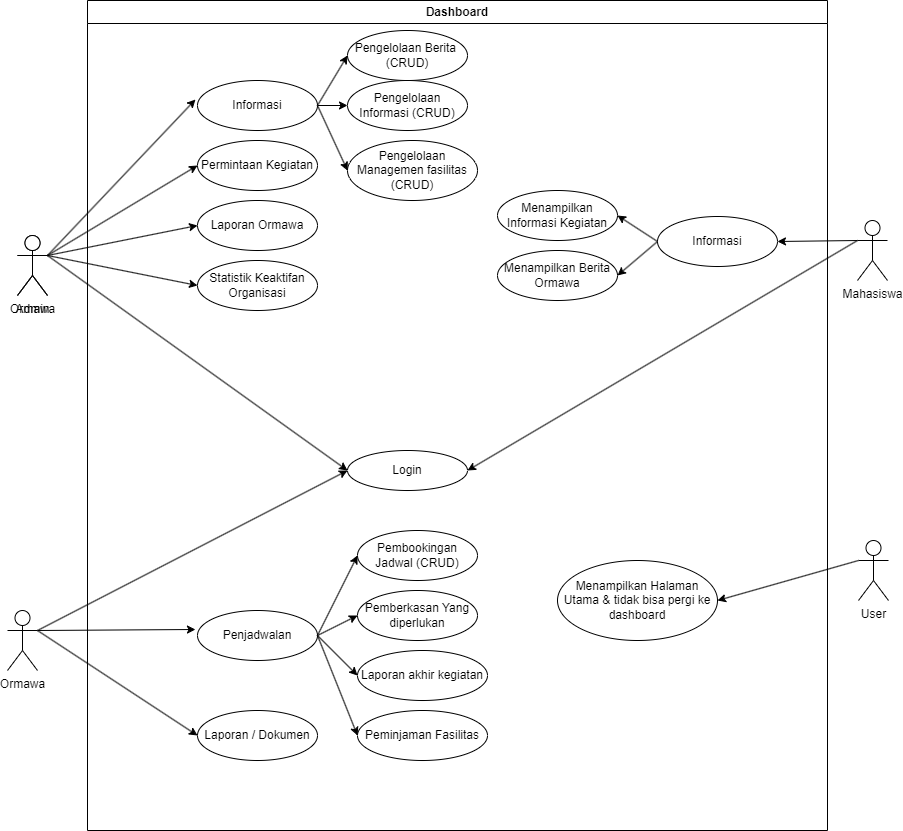 Dashboard
Pengelolaan Berita
(CRUD)
Informasi
Pengelolaan
Informasi (CRUD)
Permintaan Kegiatan
Pengelolaan
Managemen fasilitas
(CRUD)
Laporan Ormawa
Statistik Keaktifan
Organisasi
Ormawa
Admin
Menampilkan
Informasi Kegiatan
Informasi
Menampilkan Berita
Ormawa
Mahasiswa
Login
Pembookingan
Jadwal (CRUD)
Pemberkasan Yang
diperlukan
Penjadwalan
Laporan akhir kegiatan
Laporan / Dokumen
Peminjaman Fasilitas
Ormawa
Menampilkan Halaman
Utama & tidak bisa pergi ke
dashboard
User